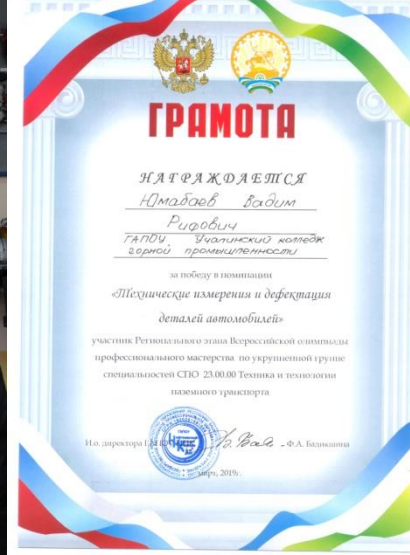 ГРАМОТА
НАГРАЖДАЕТСЯ
Юмабаев Вадим
Рифович
ГАПОУ Учалинский колледж
горной промышленности
за победу в номинации
«Технические измерения и дефектация
деталей автомобилей»
участник Регионального этапа Всероссийской олимпиады
профессионального мастерства по укрупненной группе
специальностей СПО 23.00.00 Техника и технологии
наземного транспорта
И.о. директора Ф.А. Бадикшина
март, 2019г.